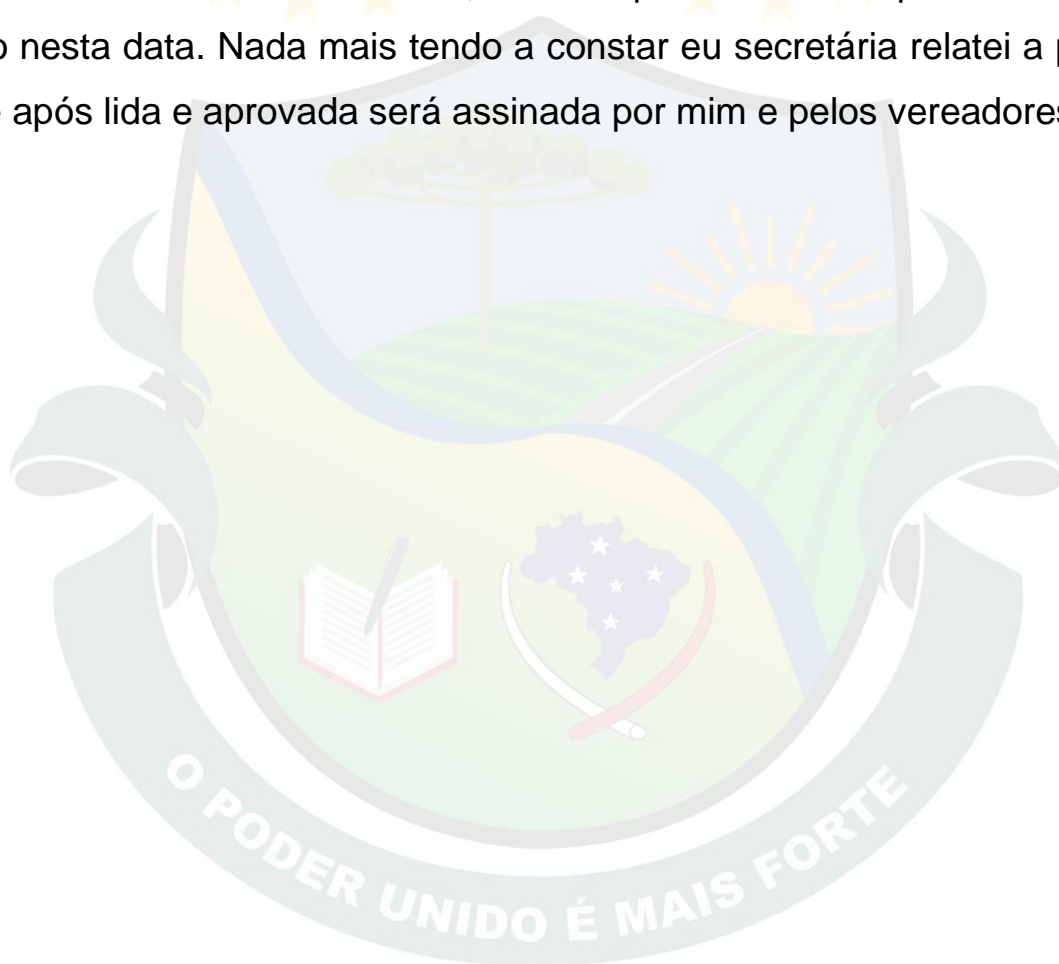 o nesta data. Nada mais tendo a constar eu secretária relatei a p
e após lida e aprovada será assinada por mim e pelos vereadores
O PODER UNIDO É MAIS FORTE